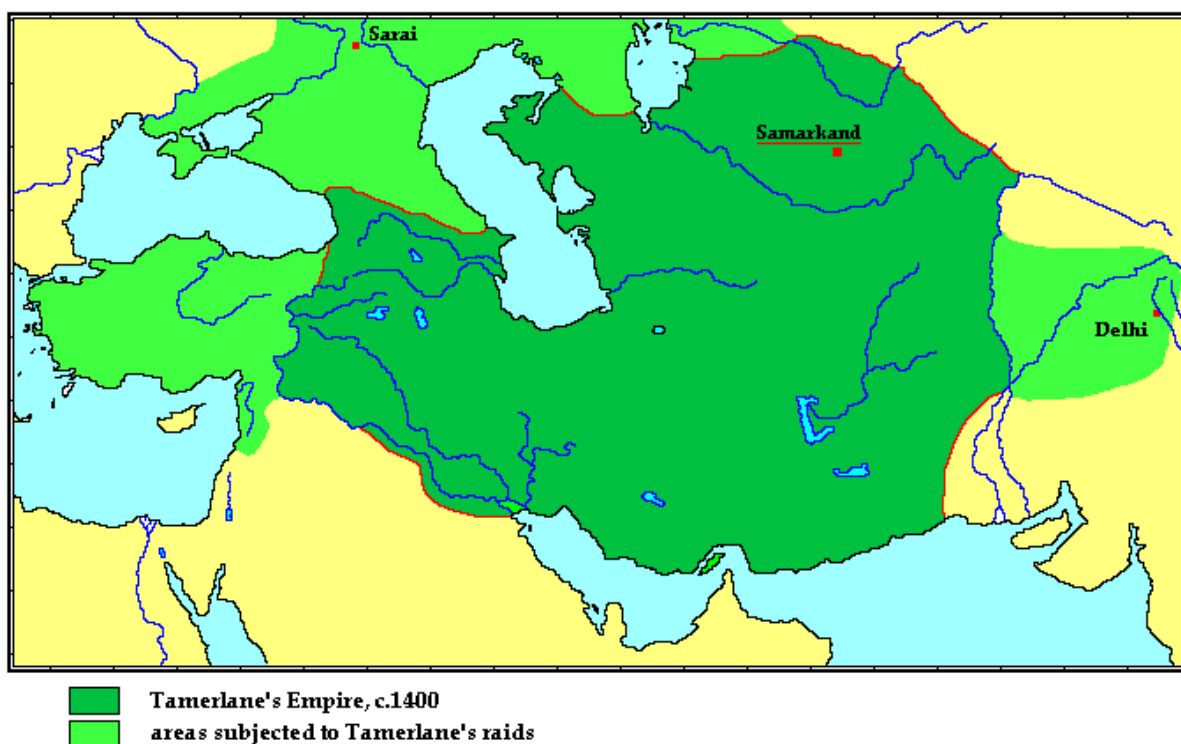 Sarai
Samarkand
Delhi
Tamerlane's Empire, c.1400
areas subjected to Tamerlane's raids